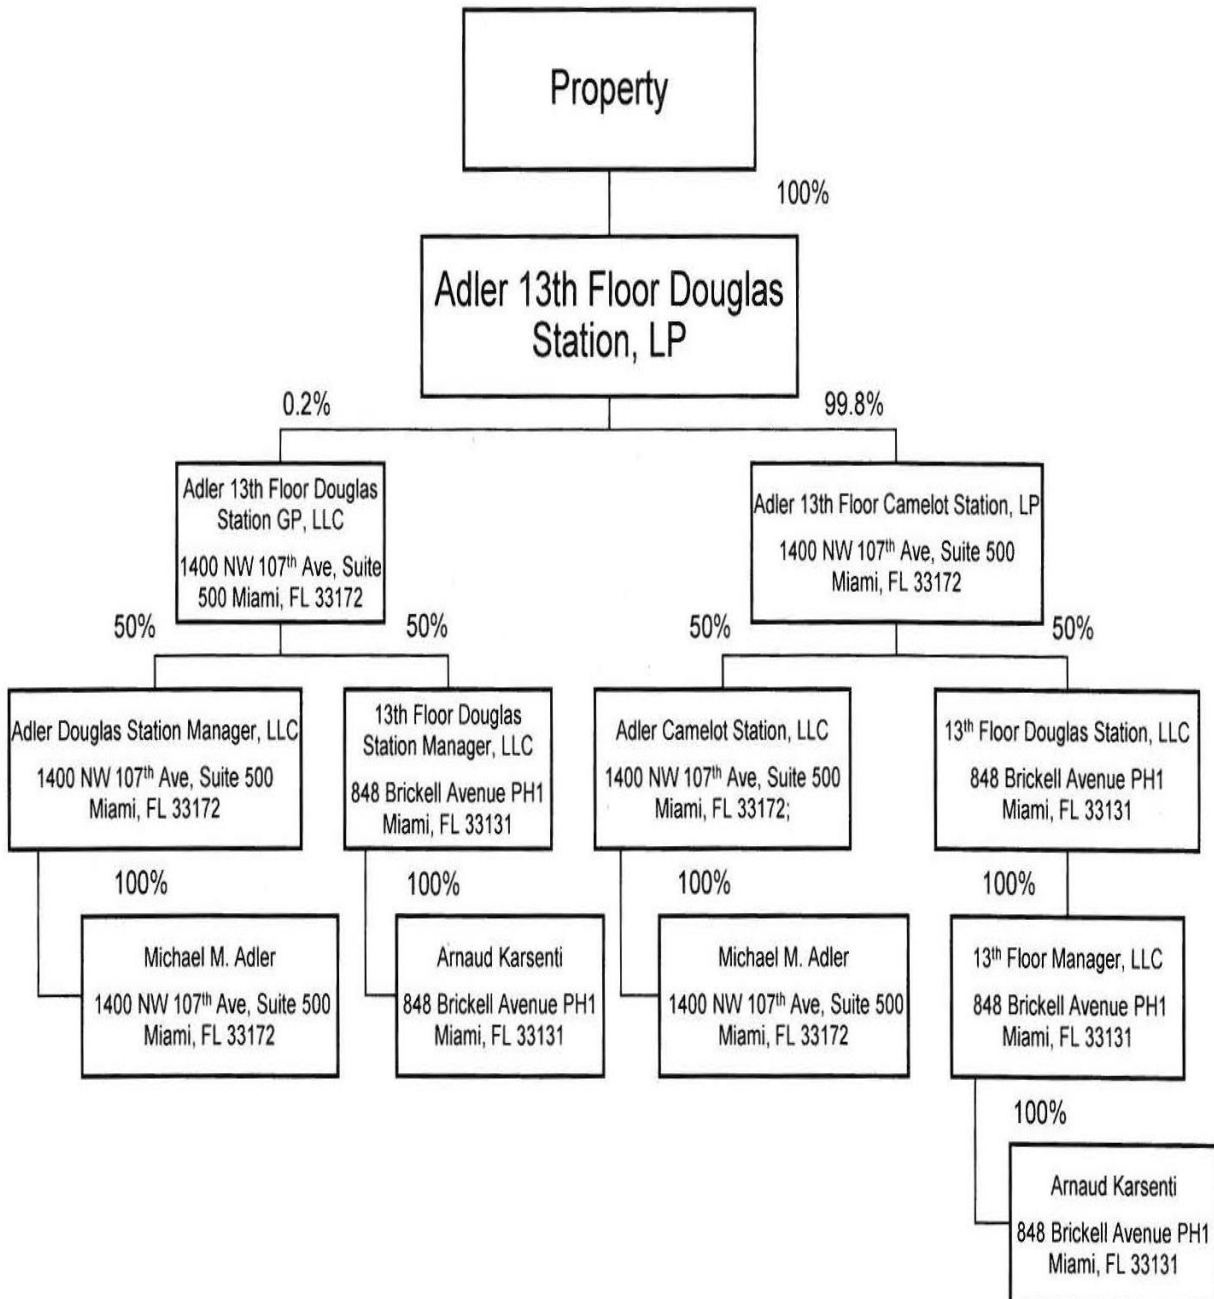 Property
100%
Adler 13th Floor Douglas
Station, LP
0.2%
99.8%
Adler 13th Floor Douglas
Station GP, LLC
1400 NW 107th Ave, Suite
500 Miami, FL 33172
Adler 13th Floor Camelot Station, LP
1400 NW 107th Ave, Suite 500
Miami, FL 33172
50%
50%
50%
50%
Adler Douglas Station Manager, LLC
1400 NW 107th Ave, Suite 500
Miami, FL 33172
13th Floor Douglas
Station Manager, LLC
848 Brickell Avenue PH1
Miami, FL 33131
Adler Camelot Station, LLC
1400 NW 107th Ave, Suite 500
Miami, FL 33172;
13th Floor Douglas Station, LLC
848 Brickell Avenue PH1
Miami, FL 33131
100%
100%
100%
100%
Michael M. Adler
1400 NW 107th Ave, Suite 500
Miami, FL 33172
Arnaud Karsenti
848 Brickell Avenue PH1
Miami, FL 33131
Michael M. Adler
1400 NW 107th Ave, Suite 500
Miami, FL 33172
13th Floor Manager, LLC
848 Brickell Avenue PH1
Miami, FL 33131
100%
Arnaud Karsenti
848 Brickell Avenue PH1
Miami, FL 33131